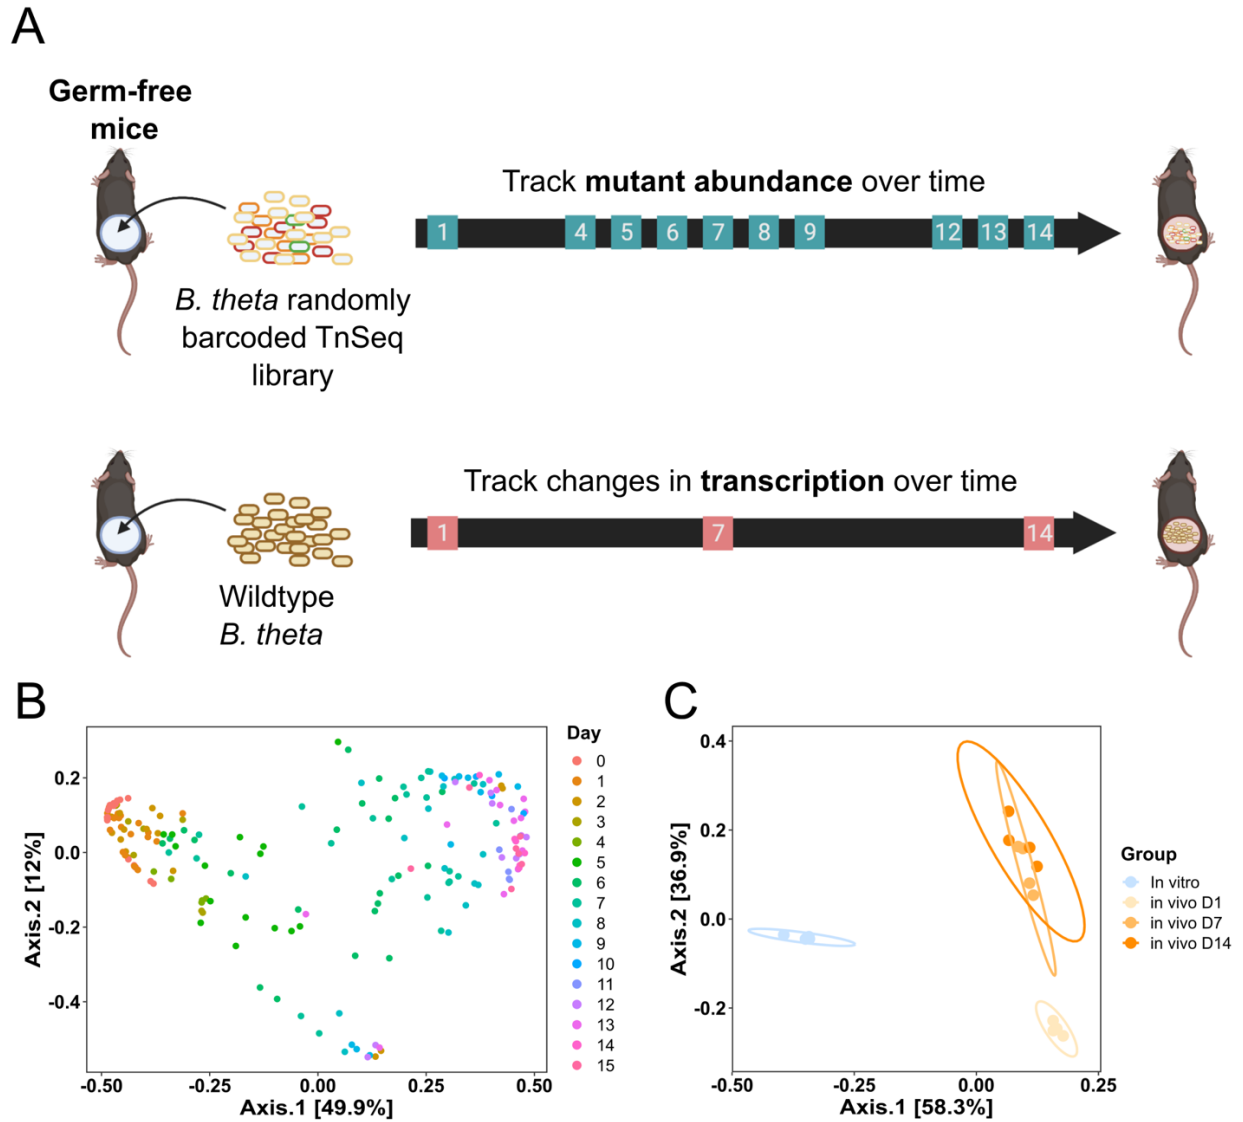 A
Germ-free
mice
Track mutant abundance over time
1 4 5 6 7 8 9 12 13 14
B. theta randomly
barcoded TnSeq
library
Track changes in transcription over time
1 7 14
Wildtype
B. theta
B
Axis.2 [12%]
0.2
0.0
-0.2
-0.4
-0.50 -0.25 0.00 0.25 0.50
Axis.1 [49.9%]
Day
0
1
2
3
4
5
6
7
8
9
10
11
12
13
14
15
C
Axis.2 [36.9%]
0.4
0.2
0.0
-0.2
-0.50 -0.25 0.00 0.25
Axis.1 [58.3%]
Group
In vitro
in vivo D1
in vivo D7
in vivo D14